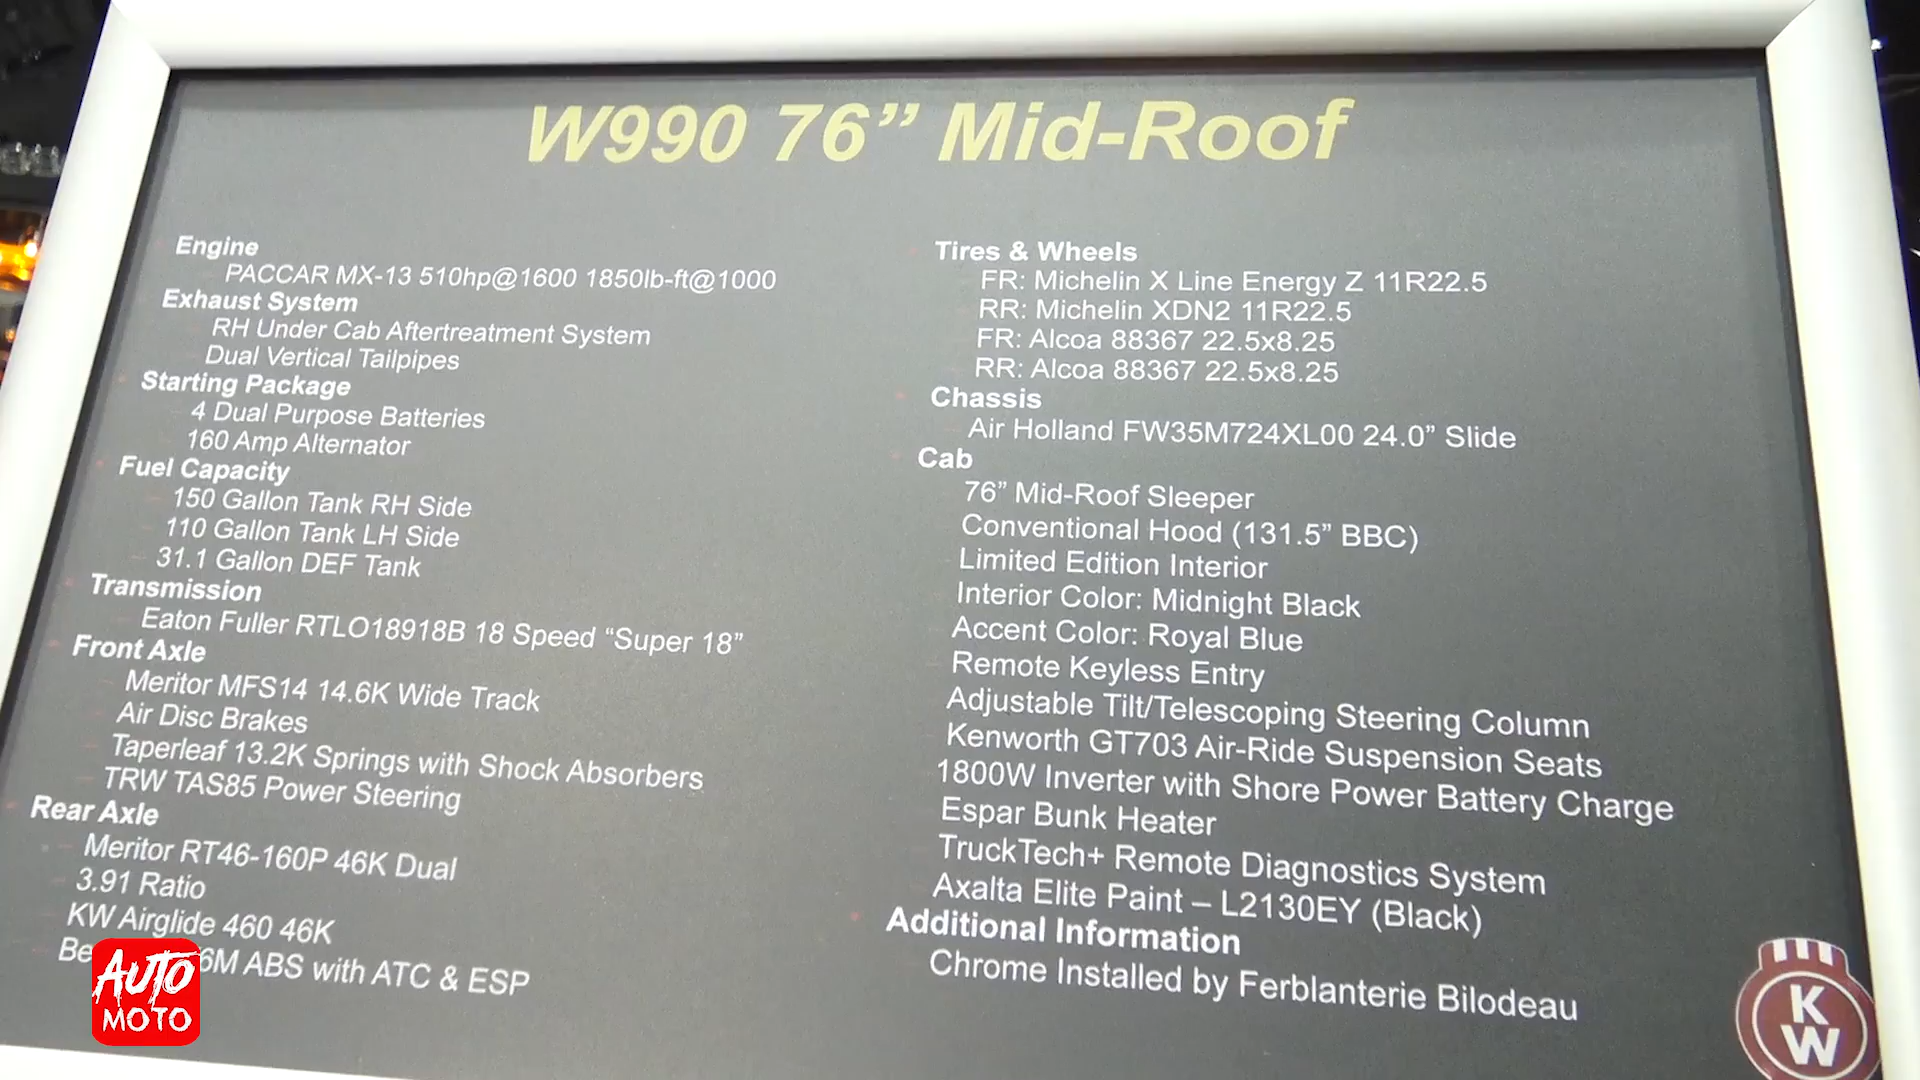 W990 76” Mid-Roof
Engine
PACCAR MX-13 510hp@1600 1850lb-ft@1000
Exhaust System
RH Under Cab Aftertreatment System
Dual Vertical Tailpipes
Starting Package
4 Dual Purpose Batteries
160 Amp Alternator
Fuel Capacity
150 Gallon Tank RH Side
110 Gallon Tank LH Side
31.1 Gallon DEF Tank
Transmission
Eaton Fuller RTLO18918B 18 Speed “Super 18”
Front Axle
Meritor MFS14 14.6K Wide Track
Air Disc Brakes
Taperleaf 13.2K Springs with Shock Absorbers
TRW TAS85 Power Steering
Rear Axle
Meritor RT46-160P 46K Dual
3.91 Ratio
KW Airglide 460 46K
ABS with ATC & ESP
Tires & Wheels
FR: Michelin X Line Energy Z 11R22.5
RR: Michelin XDN2 11R22.5
FR: Alcoa 88367 22.5x8.25
RR: Alcoa 88367 22.5x8.25
Chassis
Air Holland FW35M724XL00 24.0” Slide
Cab
76” Mid-Roof Sleeper
Conventional Hood (131.5” BBC)
Limited Edition Interior
Interior Color: Midnight Black
Accent Color: Royal Blue
Remote Keyless Entry
Adjustable Tilt/Telescoping Steering Column
Kenworth GT703 Air-Ride Suspension Seats
1800W Inverter with Shore Power Battery Charge
Espar Bunk Heater
TruckTech+ Remote Diagnostics System
Axalta Elite Paint – L2130EY (Black)
Additional Information
Chrome Installed by Ferblanterie Bilodeau
KW
AUTO
MOTO